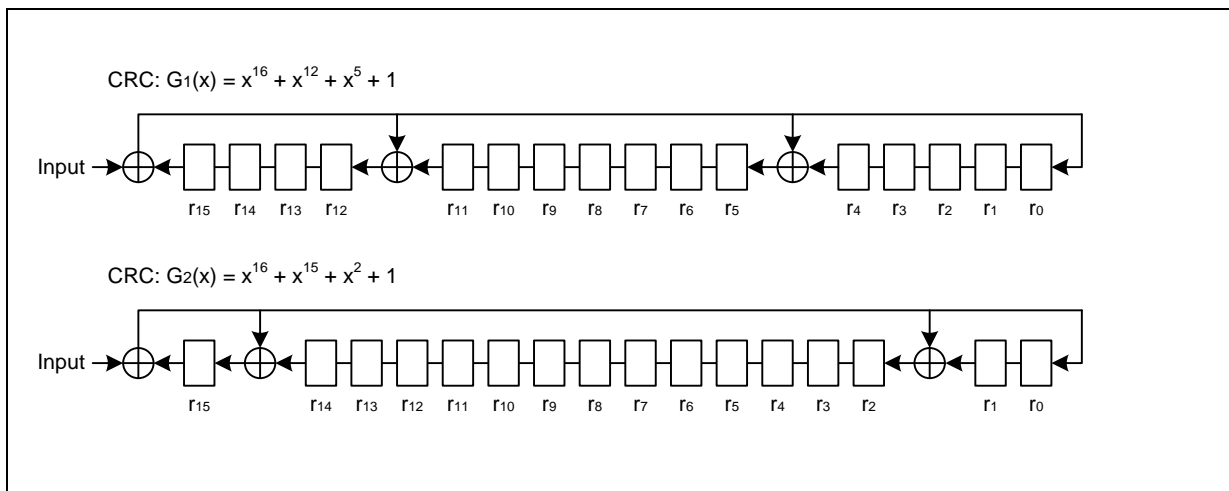 CRC: G₁(x) = x¹⁶ + x¹² + x⁵ + 1
Input
r₁₅ r₁₄ r₁₃ r₁₂ r₁₁ r₁₀ r₉ r₈ r₇ r₆ r₅ r₄ r₃ r₂ r₁ r₀
CRC: G₂(x) = x¹⁶ + x¹⁵ + x² + 1
Input
r₁₅ r₁₄ r₁₃ r₁₂ r₁₁ r₁₀ r₉ r₈ r₇ r₆ r₅ r₄ r₃ r₂ r₁ r₀